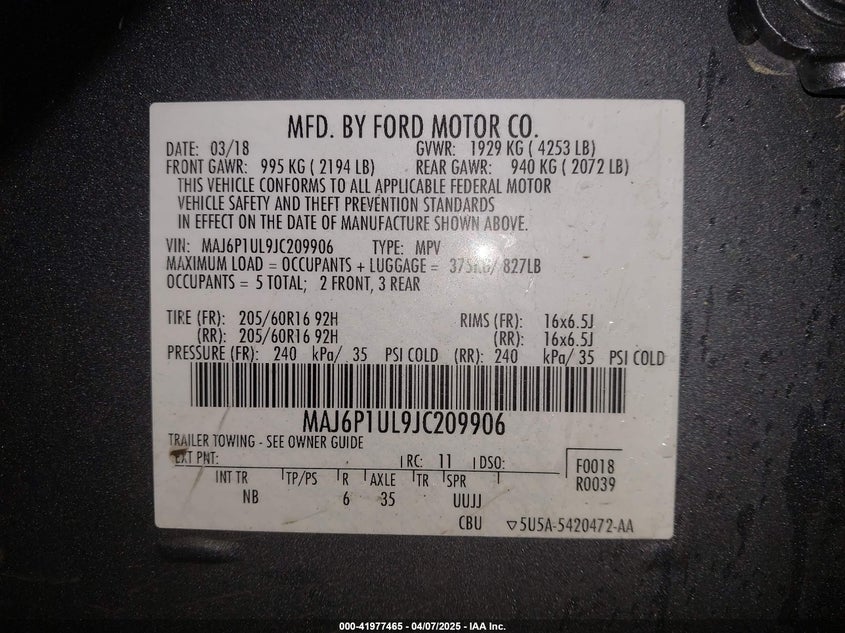 MFD. BY FORD MOTOR CO.
DATE: 03/18 GVWR: 1929 KG ( 4253 LB)
FRONT GAWR: 995 KG ( 2194 LB) REAR GAWR: 940 KG ( 2072 LB)
THIS VEHICLE CONFORMS TO ALL APPLICABLE FEDERAL MOTOR
VEHICLE SAFETY AND THEFT PREVENTION STANDARDS
IN EFFECT ON THE DATE OF MANUFACTURE SHOWN ABOVE.
VIN: MAJ6P1UL9JC209906 TYPE: MPV
MAXIMUM LOAD = OCCUPANTS + LUGGAGE = 375KG/ 827LB
OCCUPANTS = 5 TOTAL; 2 FRONT, 3 REAR
TIRE (FR): 205/60R16 92H RIMS (FR): 16x6.5J
(RR): 205/60R16 92H (RR): 16x6.5J
PRESSURE (FR): 240 kPa/ 35 PSI COLD (RR): 240 kPa/ 35 PSI COLD
MAJ6P1UL9JC209906
TRAILER TOWING - SEE OWNER GUIDE
EXT PNT: RC: 11 DSO: F0018
R0039
INT TR TP/PS R AXLE TR SPR
NB 6 35 UUJJ
CBU ▽5U5A-5420472-AA
000-41977465 - 04/07/2025 - IAA Inc.